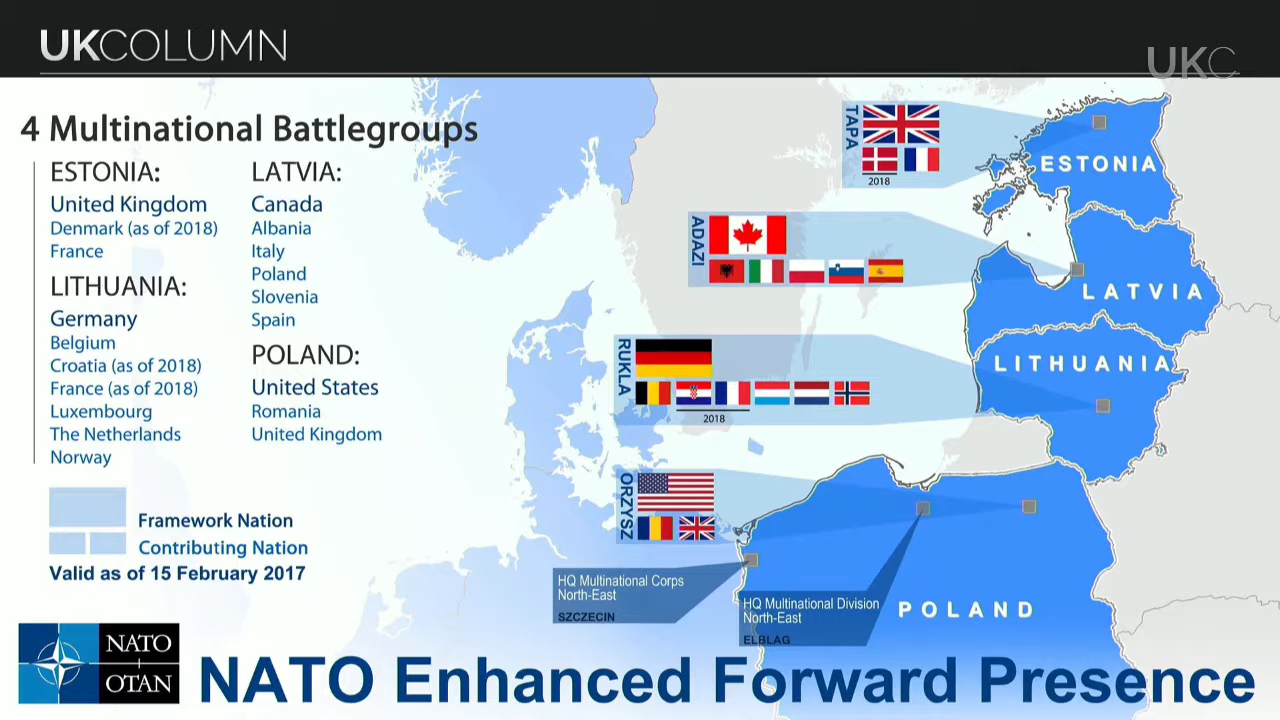 UKCOLUMN
UKC
4 Multinational Battlegroups
ESTONIA:
United Kingdom
Denmark (as of 2018)
France
LITHUANIA:
Germany
Belgium
Croatia (as of 2018)
France (as of 2018)
Luxembourg
The Netherlands
Norway
LATVIA:
Canada
Albania
Italy
Poland
Slovenia
Spain
POLAND:
United States
Romania
United Kingdom
Framework Nation
Contributing Nation
Valid as of 15 February 2017
TAPA
2018
ADAZI
RUKLA
2018
ORZYSZ
ESTONIA
LATVIA
LITHUANIA
POLAND
HQ Multinational Corps
North-East
SZCZECIN
HQ Multinational Division
North-East
ELBLAG
NATO
OTAN
NATO Enhanced Forward Presence